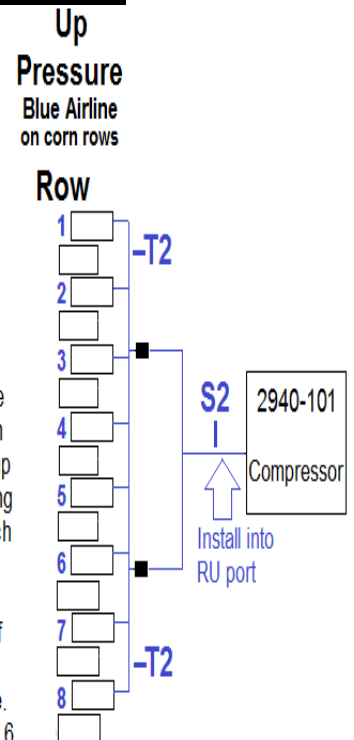 Up
Pressure
Blue Airline
on corn rows
Row
1
–T2
2
3
S2
2940-101
4
Compressor
5
Install into
RU port
6
7
–T2
8
6